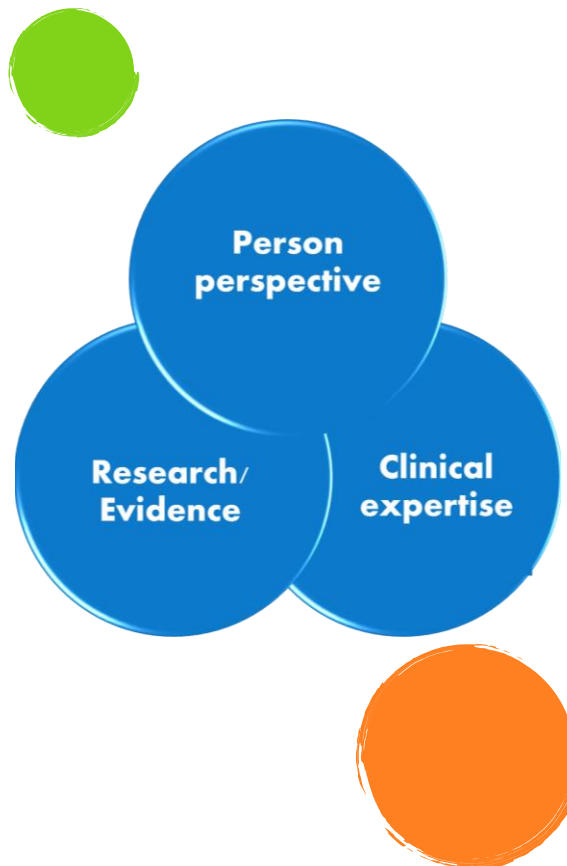 Person
perspective
Research/
Evidence
Clinical
expertise